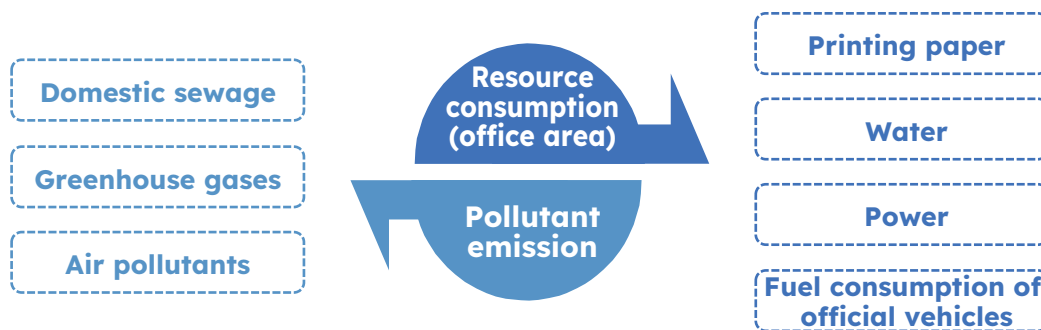 Domestic sewage
Greenhouse gases
Air pollutants
Resource
consumption
(office area)
Pollutant
emission
Printing paper
Water
Power
Fuel consumption of
official vehicles